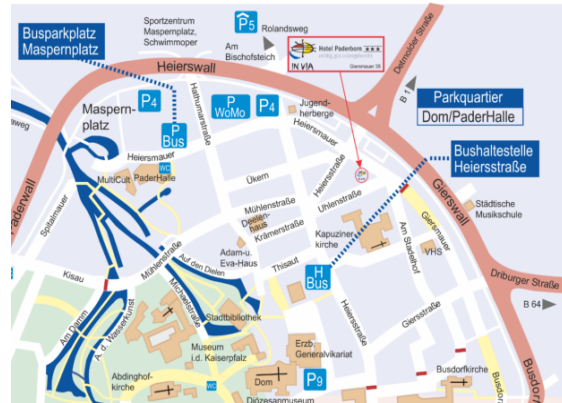 Busparkplatz
Maspernplatz
Sportzentrum
Maspernplatz,
Schwimmoper
P5
Rolandsweg
Am
Bischofsteich
Hotel Paderborn
IN VIA
Giersmauer 35
Detmolder Straße
B 1
Heierswall
Parkquartier
Dom/PaderHalle
Bushaltestelle
Heiersstraße
Maspern-
platz
P4
P
Bus
Hathumarstraße
P
WoMo
P4
Jugend-
herberge
Heiersmauer
Heiersmauer
Paderwall
Spitalmauer
MultiCult
WC
PaderHalle
Ükern
Heiersstraße
Mühlenstraße
Deelen-
haus
Krämerstraße
Uhlenstraße
Kapuziner
kirche
Am Stadelhof
Giersmauer
Gierswall
Städtische
Musikschule
VHS
Adam-u.
Eva-Haus
Auf den Dielen
Thisaut
Mühlenstraße
Kisau
H
Bus
Driburger Straße
B 64
Am Damm
A. d. Wasserkunst
Michaelstraße
Stadtbibliothek
Heiersstraße
Giersstraße
Museum
i.d. Kaiserpfalz
Erzb
Generalvikariat
Abdinghof-
kirche
WC
Dom
P9
Diözesanmuseum
Busdorfkirche
Busdorf